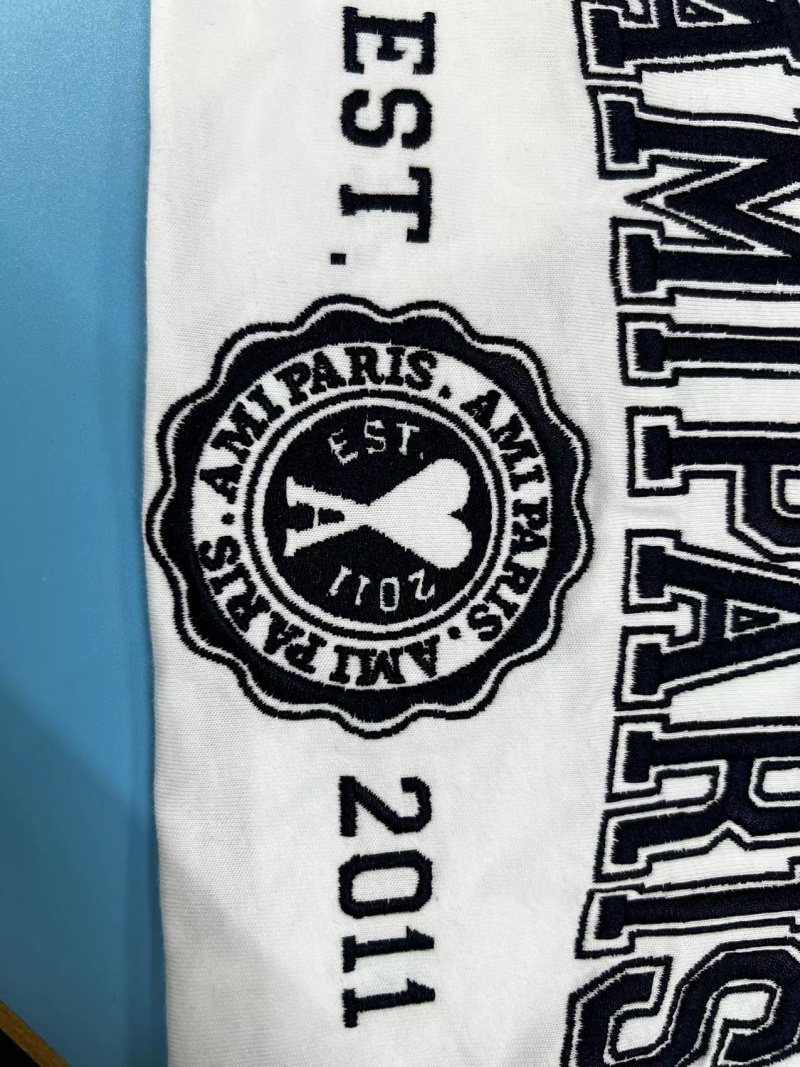 AMI PARIS
EST. 2011
AMI PARIS. AMI PARIS. AMI PARIS.
EST.
A
2011